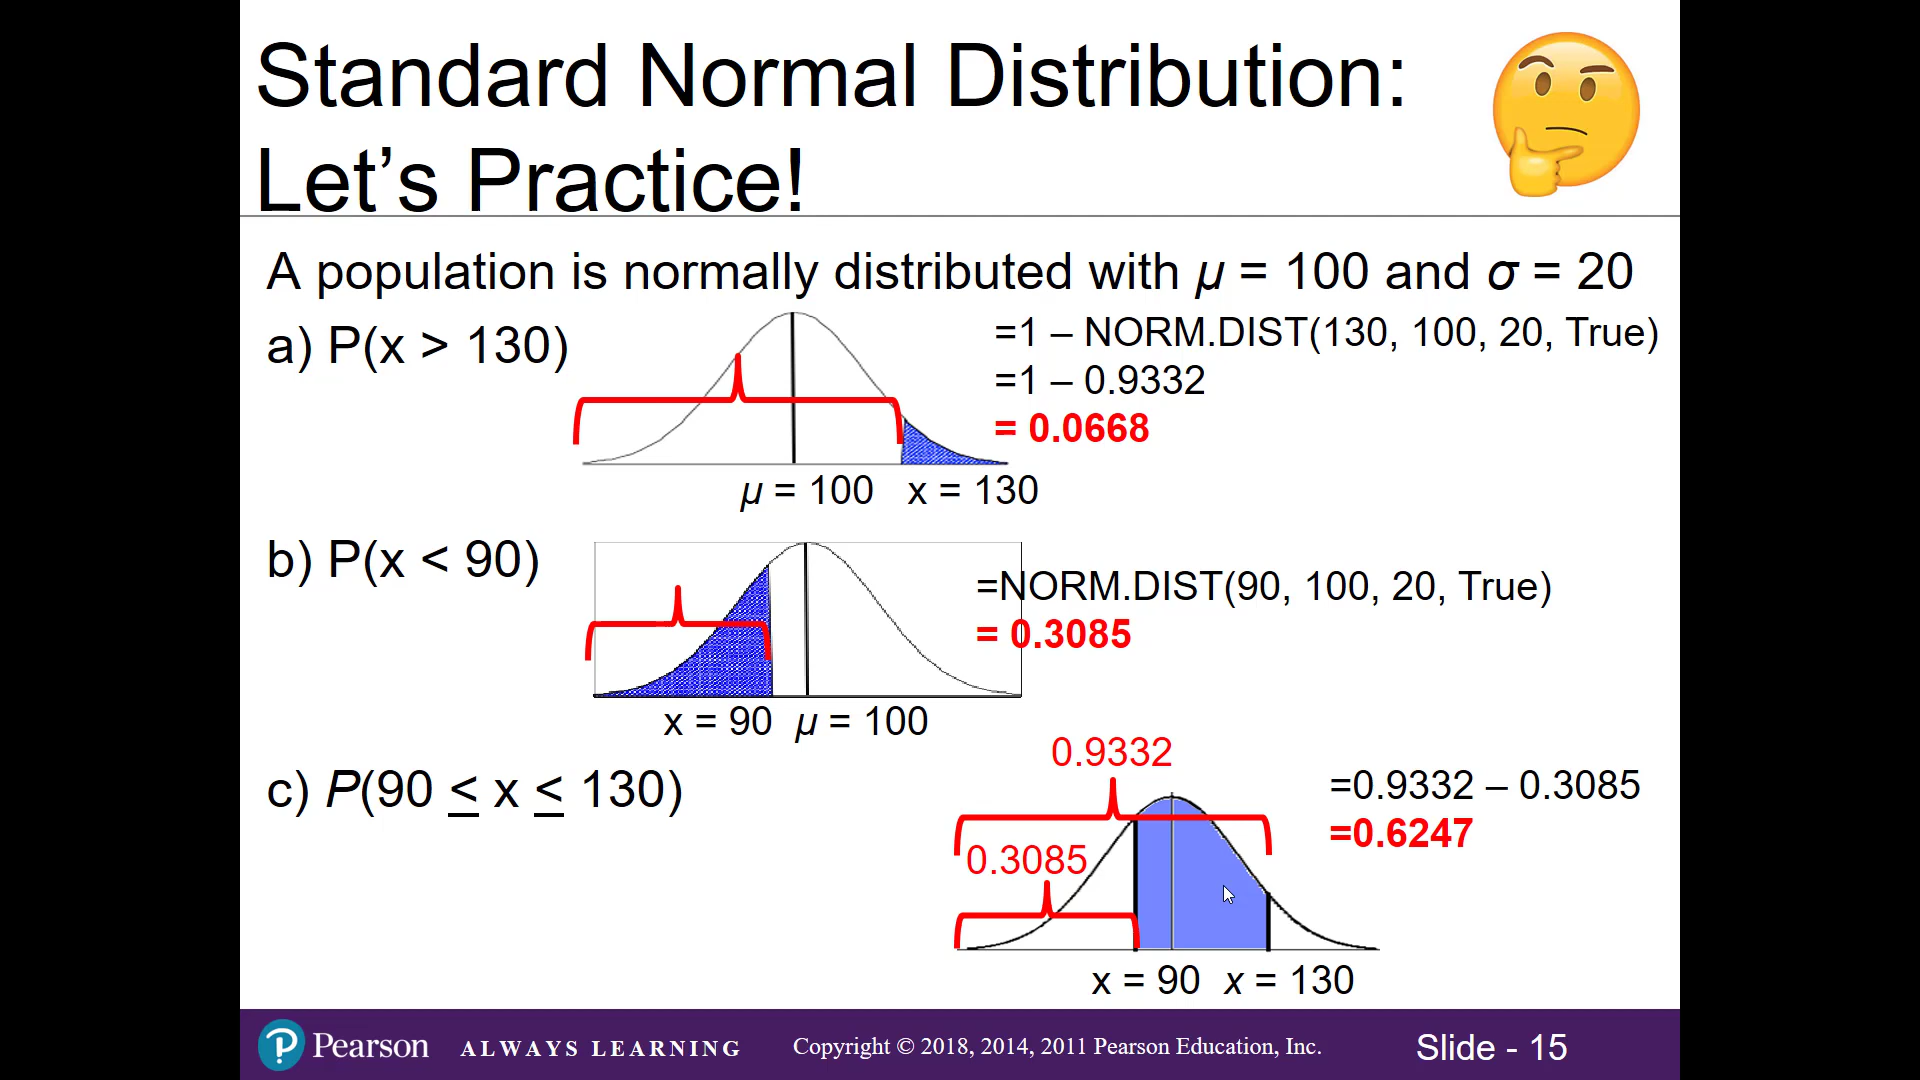 Standard Normal Distribution:
Let’s Practice!
A population is normally distributed with μ = 100 and σ = 20
a) P(x > 130)
=1 – NORM.DIST(130, 100, 20, True)
=1 – 0.9332
= 0.0668
μ = 100 x = 130
b) P(x < 90)
=NORM.DIST(90, 100, 20, True)
= 0.3085
x = 90 μ = 100
c) P(90 ≤ x ≤ 130)
0.9332
0.3085
=0.9332 – 0.3085
=0.6247
x = 90 x = 130
Pearson ALWAYS LEARNING Copyright © 2018, 2014, 2011 Pearson Education, Inc. Slide - 15